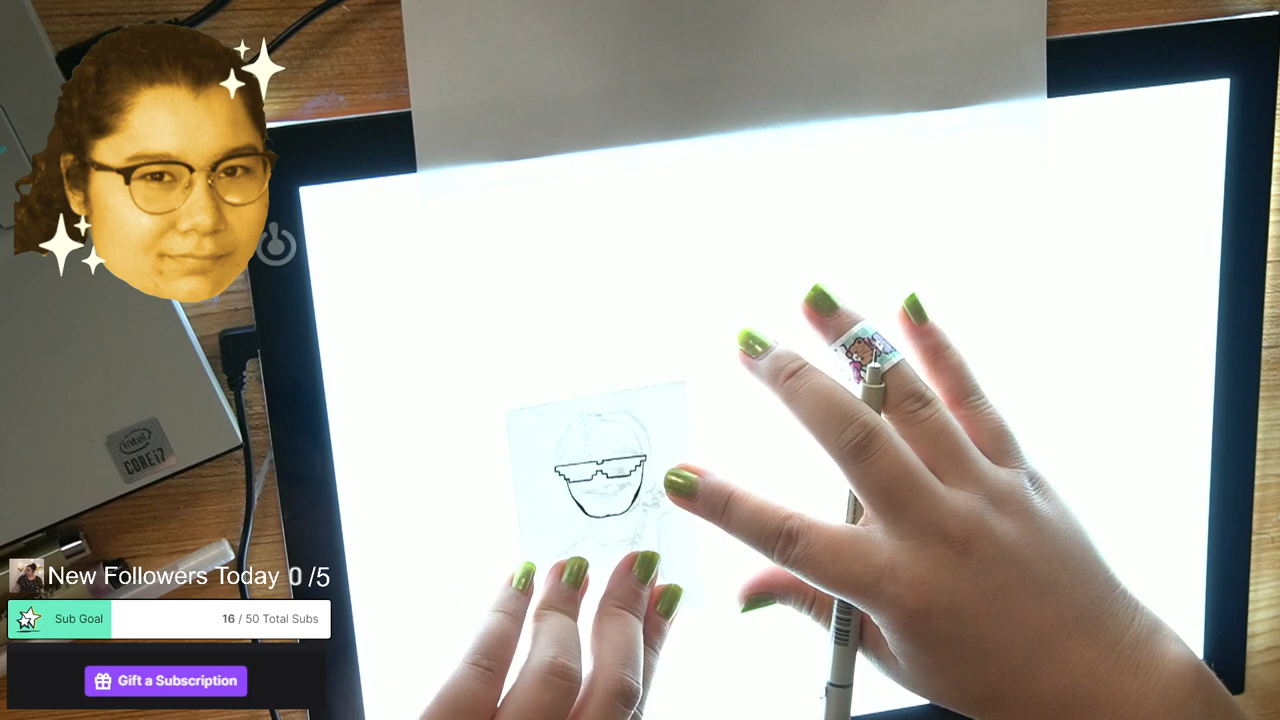 intel
CORE i7
New Followers Today 0 /5
Sub Goal 16 / 50 Total Subs
Gift a Subscription